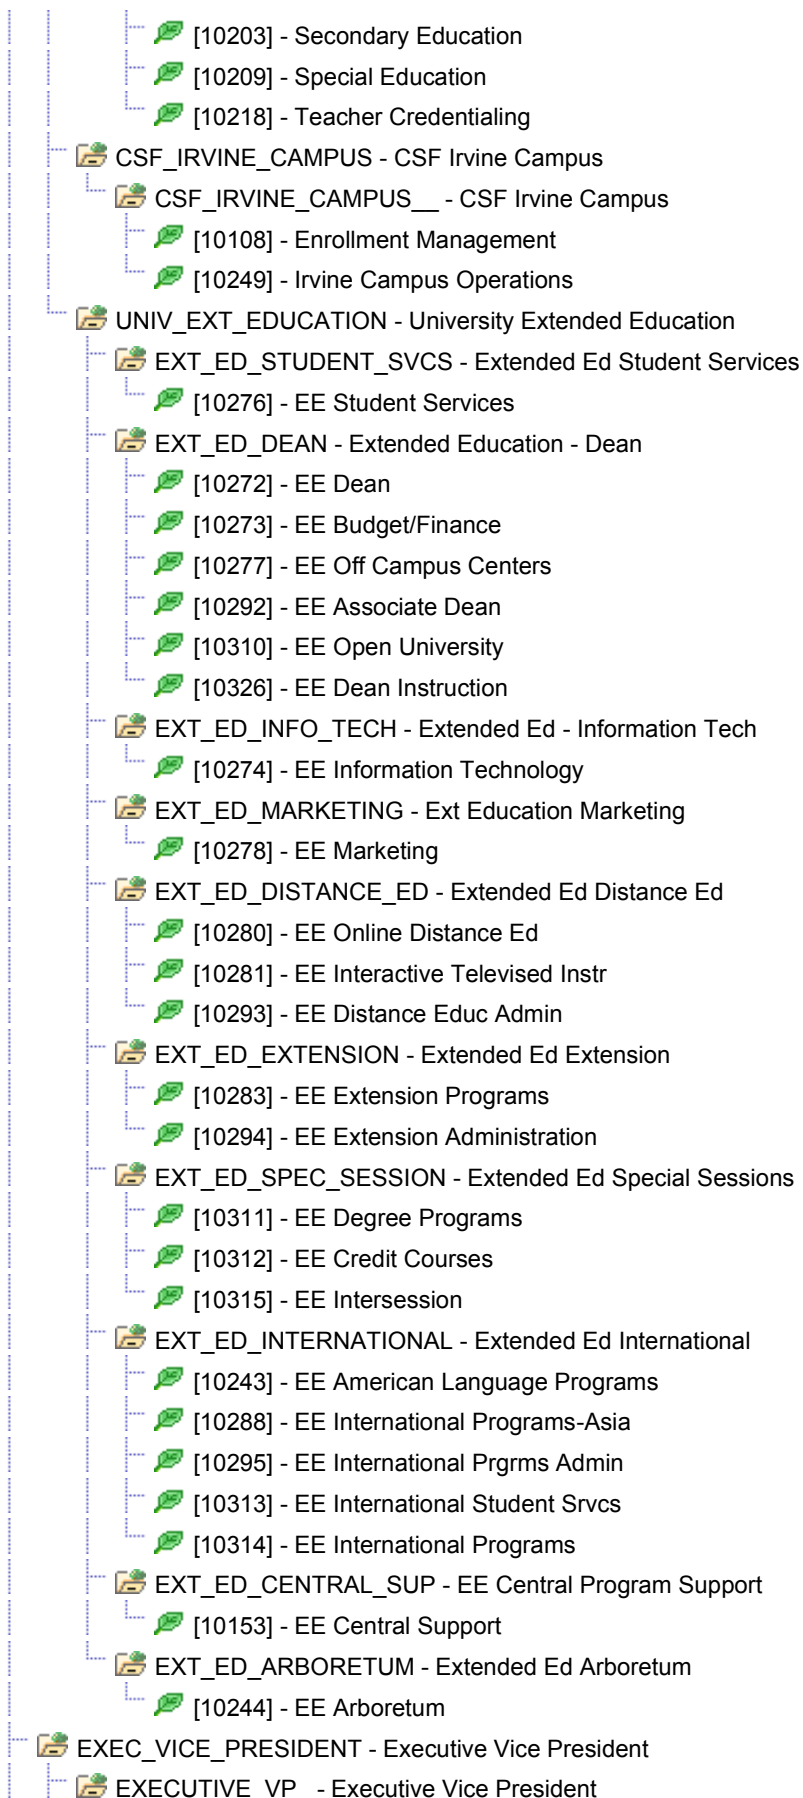 [10203] - Secondary Education
[10209] - Special Education
[10218] - Teacher Credentialing
CSF_IRVINE_CAMPUS - CSF Irvine Campus
CSF_IRVINE_CAMPUS__ - CSF Irvine Campus
[10108] - Enrollment Management
[10249] - Irvine Campus Operations
UNIV_EXT_EDUCATION - University Extended Education
EXT_ED_STUDENT_SVCS - Extended Ed Student Services
[10276] - EE Student Services
EXT_ED_DEAN - Extended Education - Dean
[10272] - EE Dean
[10273] - EE Budget/Finance
[10277] - EE Off Campus Centers
[10292] - EE Associate Dean
[10310] - EE Open University
[10326] - EE Dean Instruction
EXT_ED_INFO_TECH - Extended Ed - Information Tech
[10274] - EE Information Technology
EXT_ED_MARKETING - Ext Education Marketing
[10278] - EE Marketing
EXT_ED_DISTANCE_ED - Extended Ed Distance Ed
[10280] - EE Online Distance Ed
[10281] - EE Interactive Televised Instr
[10293] - EE Distance Educ Admin
EXT_ED_EXTENSION - Extended Ed Extension
[10283] - EE Extension Programs
[10294] - EE Extension Administration
EXT_ED_SPEC_SESSION - Extended Ed Special Sessions
[10311] - EE Degree Programs
[10312] - EE Credit Courses
[10315] - EE Intersession
EXT_ED_INTERNATIONAL - Extended Ed International
[10243] - EE American Language Programs
[10288] - EE International Programs-Asia
[10295] - EE International Prgrms Admin
[10313] - EE International Student Srvcs
[10314] - EE International Programs
EXT_ED_CENTRAL_SUP - EE Central Program Support
[10153] - EE Central Support
EXT_ED_ARBORETUM - Extended Ed Arboretum
[10244] - EE Arboretum
EXEC_VICE_PRESIDENT - Executive Vice President
EXECUTIVE_VP_ - Executive Vice President